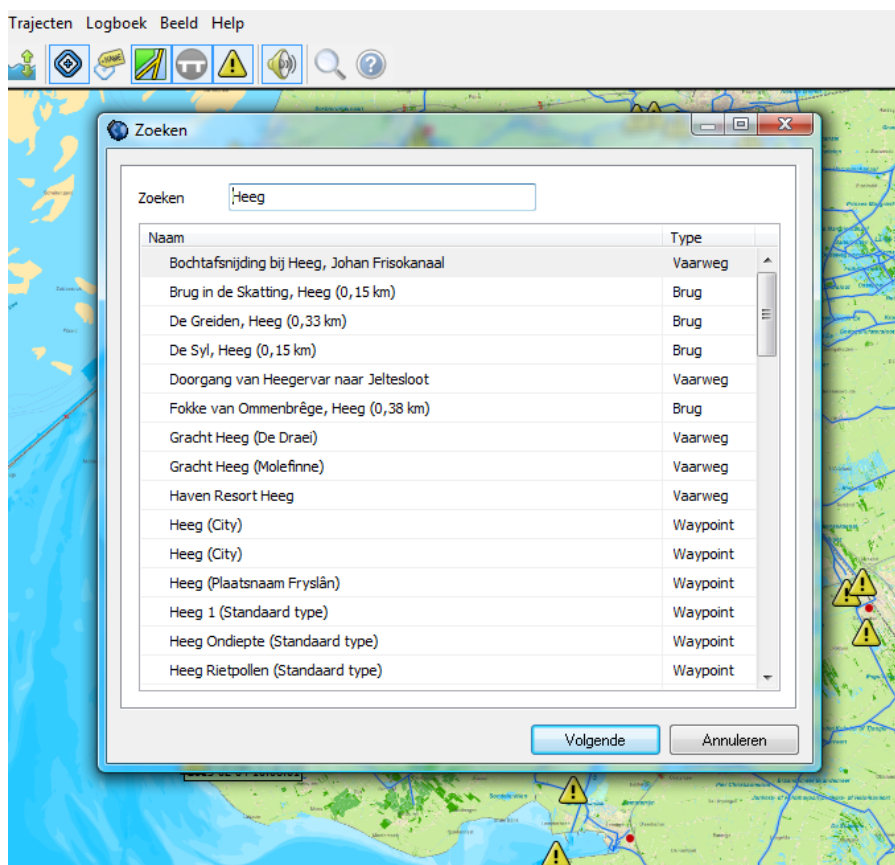 Trajecten Logboek Beeld Help
Zoeken
Zoeken Heeg
Naam Type
Bochtafsnijding bij Heeg, Johan Frisokanaal Vaarweg
Brug in de Skatting, Heeg (0,15 km) Brug
De Greiden, Heeg (0,33 km) Brug
De Syl, Heeg (0,15 km) Brug
Doorgang van Heegervar naar Jeltesloot Vaarweg
Fokke van Ommenbrêge, Heeg (0,38 km) Brug
Gracht Heeg (De Draei) Vaarweg
Gracht Heeg (Molefinne) Vaarweg
Haven Resort Heeg Vaarweg
Heeg (City) Waypoint
Heeg (City) Waypoint
Heeg (Plaatsnaam Fryslân) Waypoint
Heeg 1 (Standaard type) Waypoint
Heeg Ondiepte (Standaard type) Waypoint
Heeg Rietpollen (Standaard type) Waypoint
Volgende Annuleren